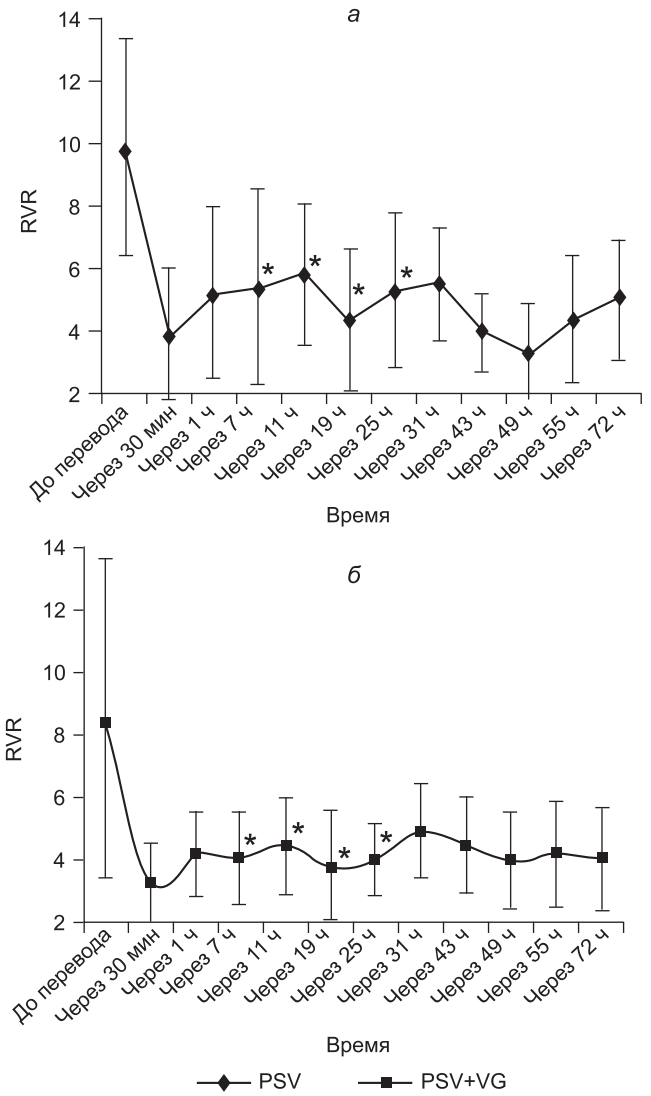 а
RVR
14
12
10
8
6
4
2
* * * *
До перевода
Через 30 мин
Через 1 ч
Через 7 ч
Через 11 ч
Через 19 ч
Через 25 ч
Через 31 ч
Через 43 ч
Через 49 ч
Через 55 ч
Через 72 ч
Время
б
RVR
14
12
10
8
6
4
2
* * * *
До перевода
Через 30 мин
Через 1 ч
Через 7 ч
Через 11 ч
Через 19 ч
Через 25 ч
Через 31 ч
Через 43 ч
Через 49 ч
Через 55 ч
Через 72 ч
Время
PSV PSV+VG